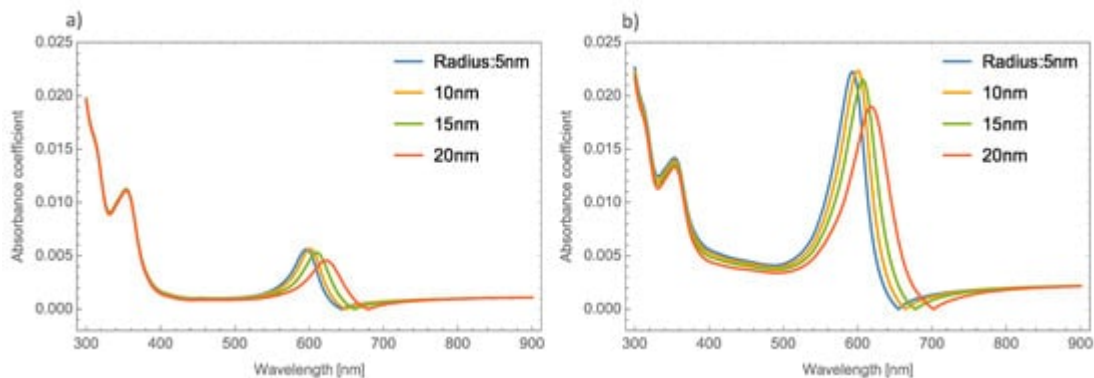 a)
0.025
0.020
0.015
0.010
0.005
0.000
Absorbance coefficient
300 400 500 600 700 800 900
Wavelength [nm]
Radius:5nm
10nm
15nm
20nm
b)
0.025
0.020
0.015
0.010
0.005
0.000
Absorbance coefficient
300 400 500 600 700 800 900
Wavelength [nm]
Radius:5nm
10nm
15nm
20nm